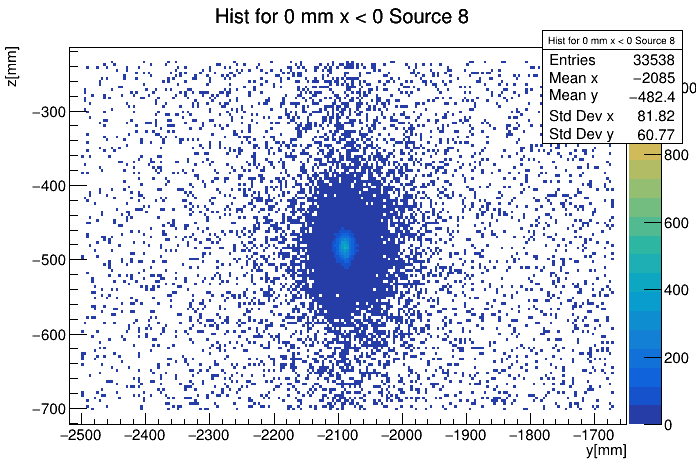 Hist for 0 mm x < 0 Source 8
Hist for 0 mm x < 0 Source 8
Entries 33538
Mean x −2085
Mean y −482.4
Std Dev x 81.82
Std Dev y 60.77
z[mm]
−300
−400
−500
−600
−700
−2500 −2400 −2300 −2200 −2100 −2000 −1900 −1800 −1700
y[mm]
800
600
400
200
0